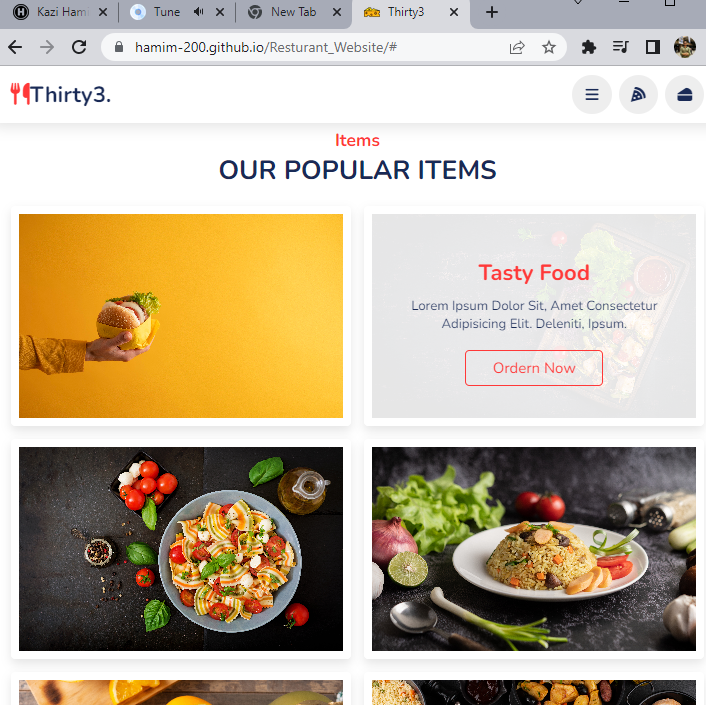 Kazi Hami
Tune
New Tab
Thirty3
hamim-200.github.io/Resturant_Website/#
Thirty3.
Items
OUR POPULAR ITEMS
Tasty Food
Lorem Ipsum Dolor Sit, Amet Consectetur
Adipisicing Elit. Deleniti, Ipsum.
Ordern Now